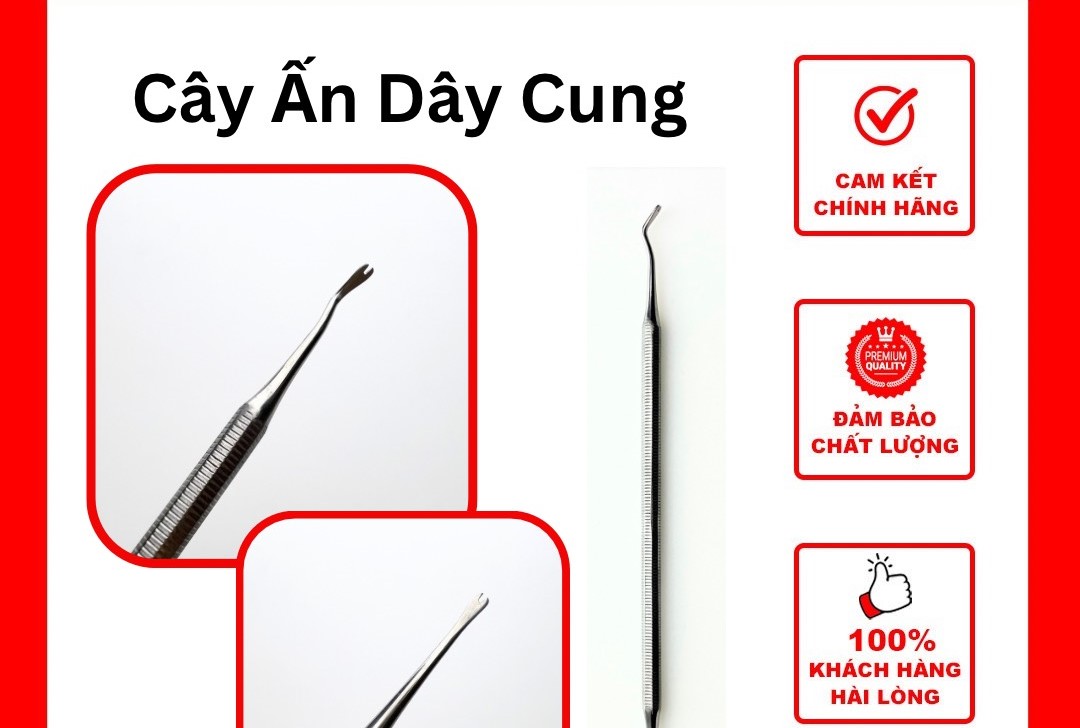 Cây Ấn Dây Cung
CAM KẾT
CHÍNH HÃNG
PREMIUM
QUALITY
ĐẢM BẢO
CHẤT LƯỢNG
100%
KHÁCH HÀNG
HÀI LÒNG